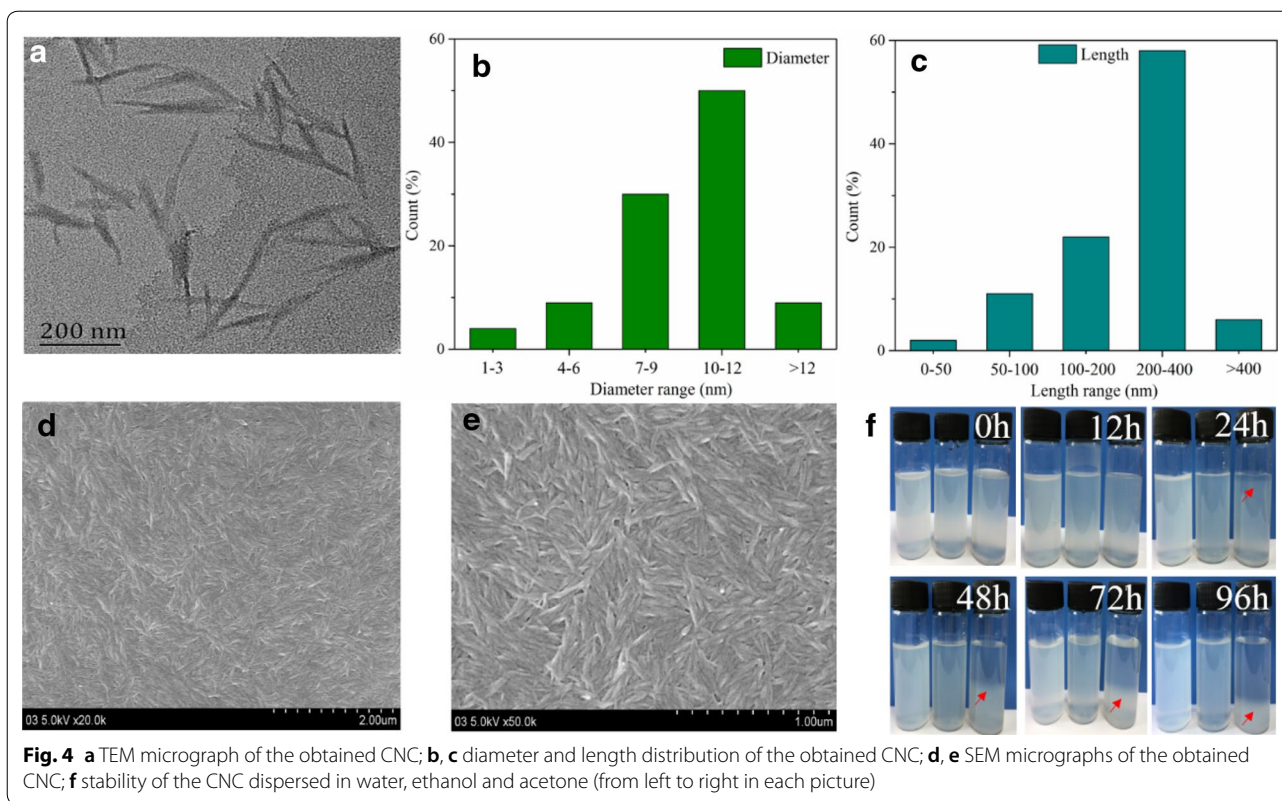 a
200 nm
b
Diameter
60
40
20
0
Count (%)
1-3 4-6 7-9 10-12 >12
Diameter range (nm)
c
Length
60
40
20
0
Count (%)
0-50 50-100 100-200 200-400 >400
Length range (nm)
d
03 5.0kV x20.0k 2.00um
e
03 5.0kV x50.0k 1.00um
f
0h 12h 24h
48h 72h 96h
Fig. 4 a TEM micrograph of the obtained CNC; b, c diameter and length distribution of the obtained CNC; d, e SEM micrographs of the obtained
CNC; f stability of the CNC dispersed in water, ethanol and acetone (from left to right in each picture)